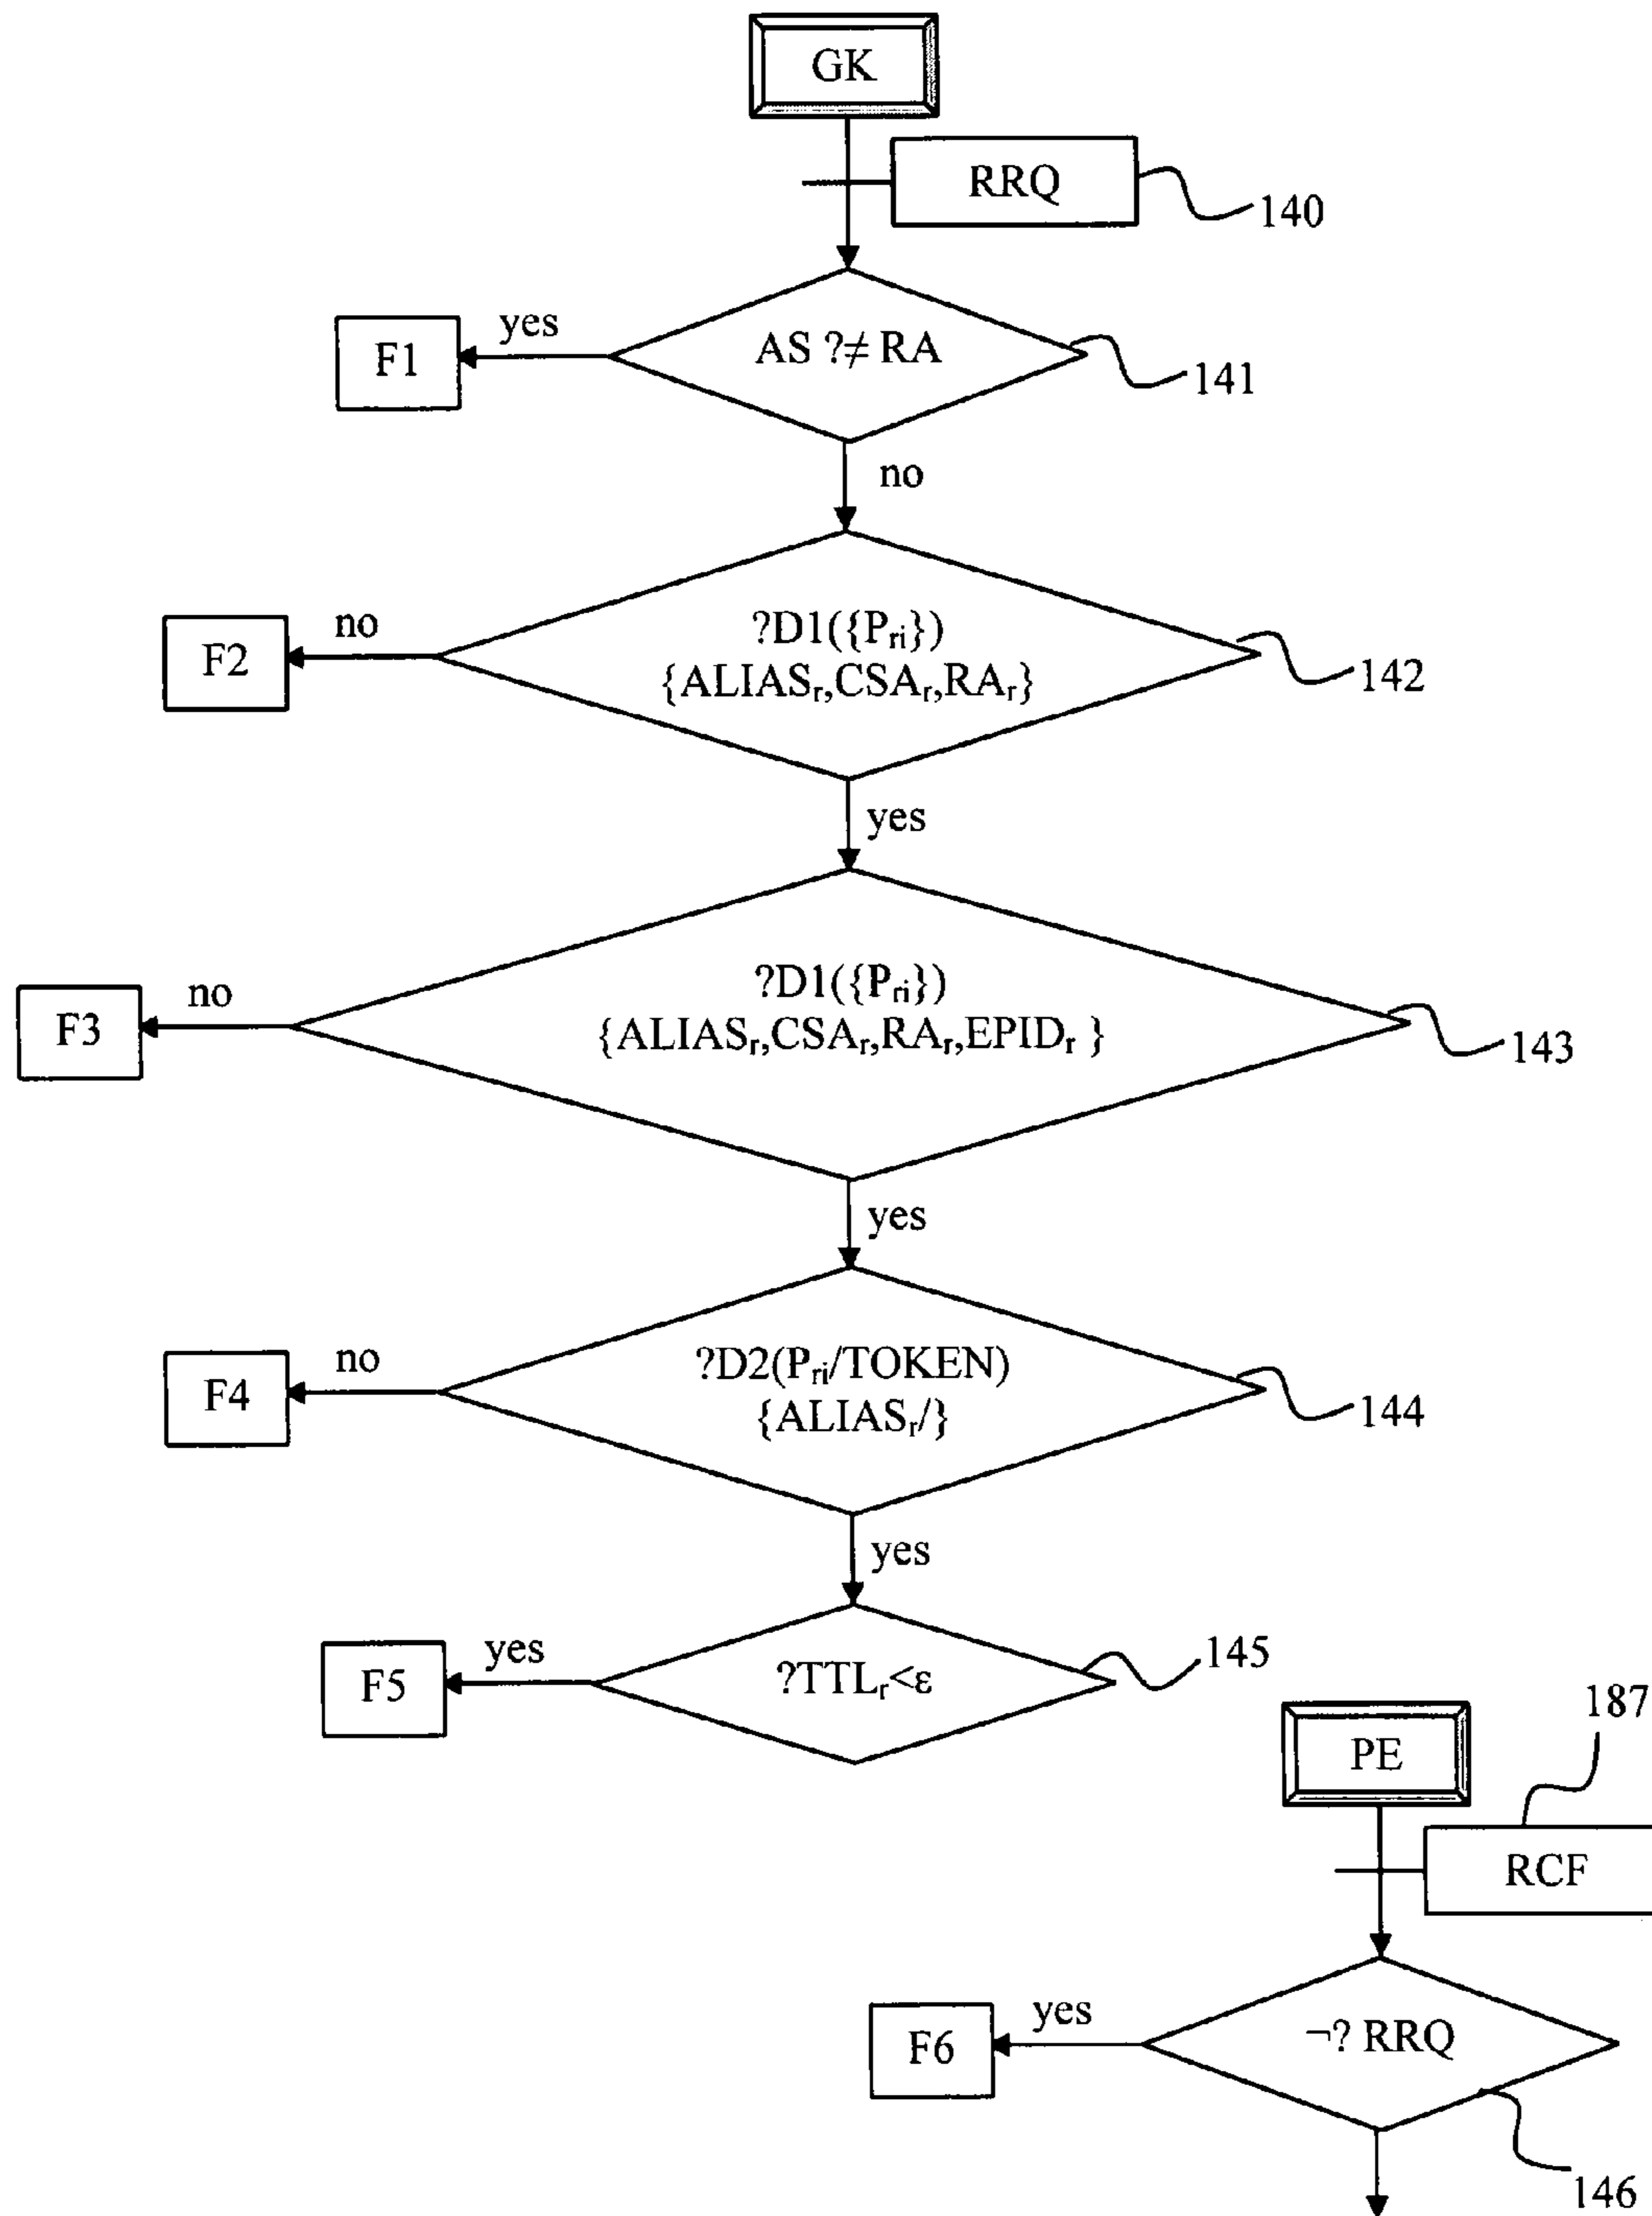 GK
RRQ
140
yes
F1
AS ?≠ RA
141
no
?D1({Pri})
{ALIASr,CSAr,RAr}
no
F2
142
yes
?D1({Pri})
{ALIASr,CSAr,RAr,EPIDr }
no
F3
143
yes
?D2(Pri/TOKEN)
{ALIASr/}
no
F4
144
yes
?TTLr<ε
yes
F5
145
187
PE
RCF
yes
F6
¬? RRQ
146